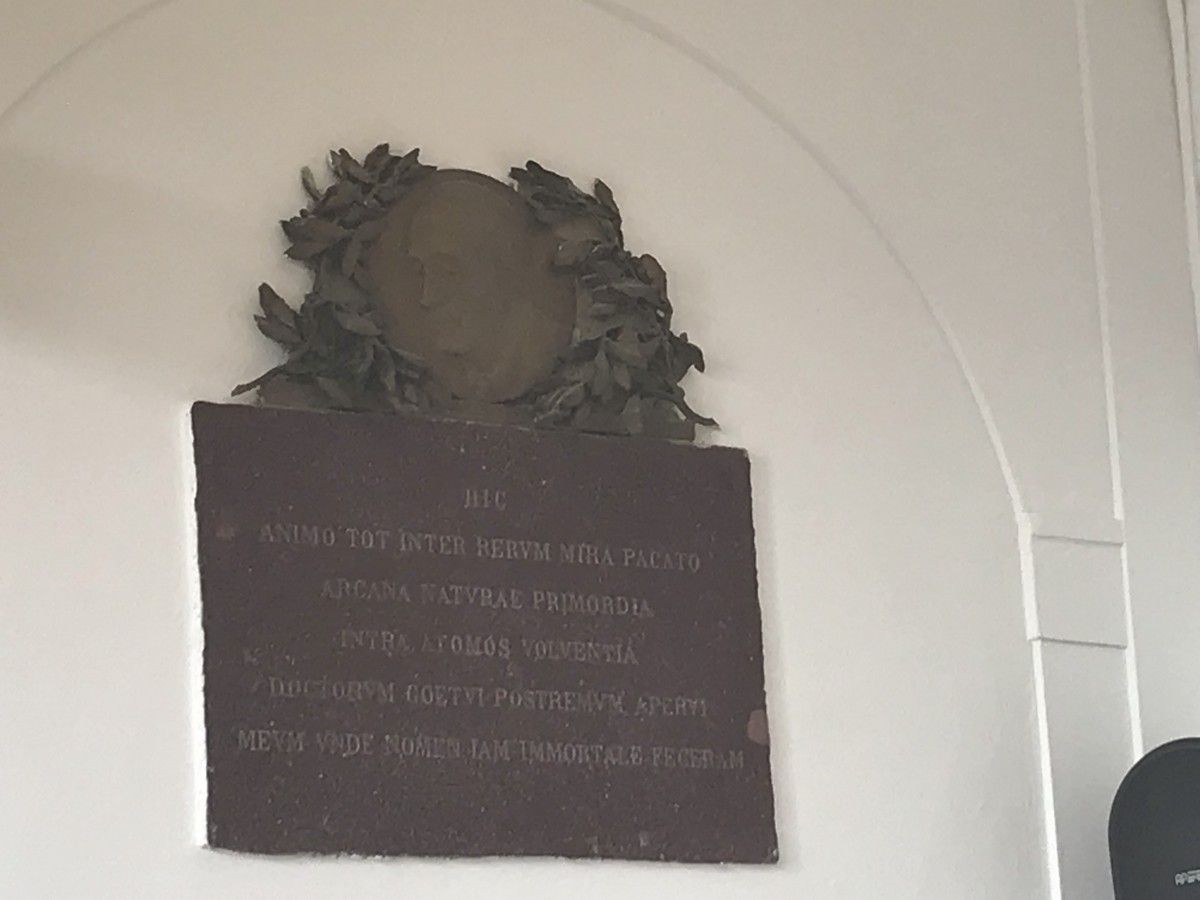 HIC
ANIMO TOT INTER RERVM MIRA PACATO
ARCANA NATVRAE PRIMORDIA
INTRA ATOMOS VOLVENTIA
DOCTORVM COETVI POSTREMVM APERVI
MEVM VNDE NOMEN IAM IMMORTALE FECERAM